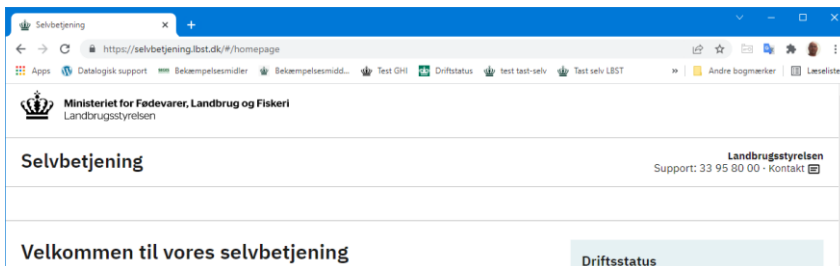 Selvbetjening
https://selvbetjening.lbst.dk/#/homepage
Apps Datalogisk support Bekæmpelsesmidler Bekæmpelsesmidd... Test GHI Driftstatus test tast-selv Tast selv LBST » Andre bogmærker Læseliste
Ministeriet for Fødevarer, Landbrug og Fiskeri
Landbrugsstyrelsen
Selvbetjening
Landbrugsstyrelsen
Support: 33 95 80 00 - Kontakt
Velkommen til vores selvbetjening
Driftsstatus